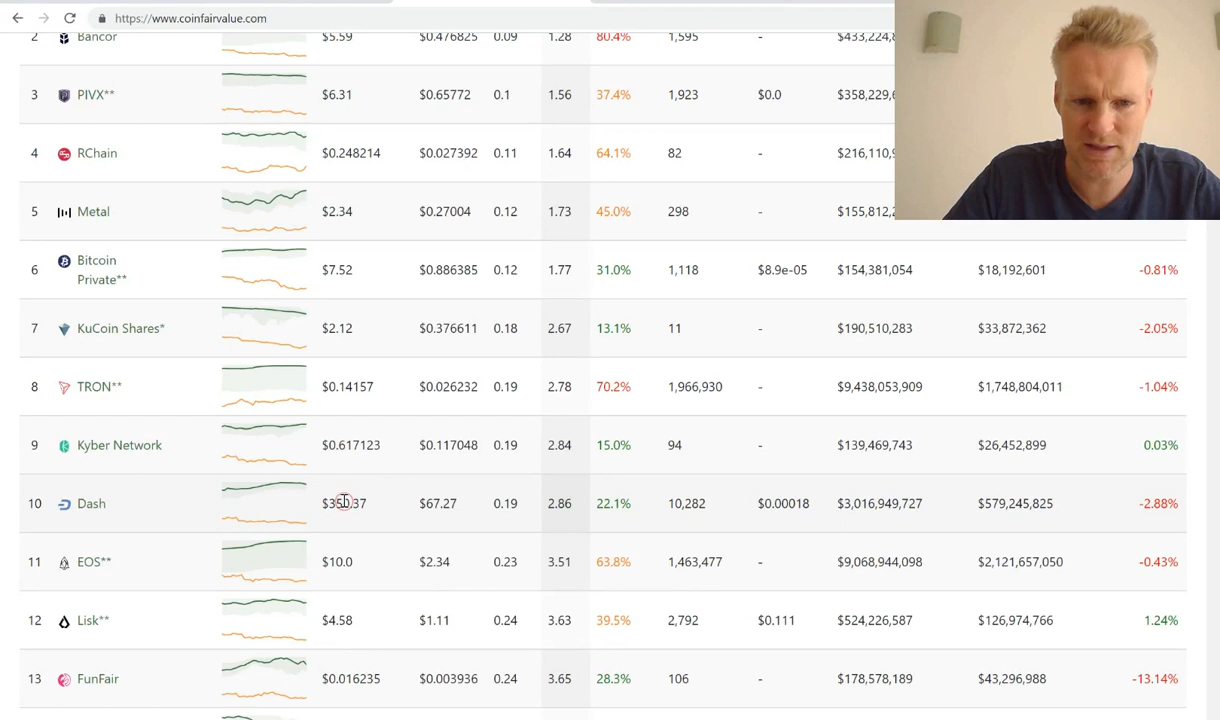 https://www.coinfairvalue.com
2 Bancor $5.59 $0.476825 0.09 1.28 80.4% 1,595 - $433,224,
3 PIVX** $6.31 $0.65772 0.1 1.56 37.4% 1,923 $0.0 $358,229,
4 RChain $0.248214 $0.027392 0.11 1.64 64.1% 82 - $216,110,
5 Metal $2.34 $0.27004 0.12 1.73 45.0% 298 - $155,812,
6 Bitcoin Private** $7.52 $0.886385 0.12 1.77 31.0% 1,118 $8.9e-05 $154,381,054 $18,192,601 -0.81%
7 KuCoin Shares* $2.12 $0.376611 0.18 2.67 13.1% 11 - $190,510,283 $33,872,362 -2.05%
8 TRON** $0.14157 $0.026232 0.19 2.78 70.2% 1,966,930 - $9,438,053,909 $1,748,804,011 -1.04%
9 Kyber Network $0.617123 $0.117048 0.19 2.84 15.0% 94 - $139,469,743 $26,452,899 0.03%
10 Dash $67.27 0.19 2.86 22.1% 10,282 $0.00018 $3,016,949,727 $579,245,825 -2.88%
11 EOS** $10.0 $2.34 0.23 3.51 63.8% 1,463,477 - $9,068,944,098 $2,121,657,050 -0.43%
12 Lisk** $4.58 $1.11 0.24 3.63 39.5% 2,792 $0.111 $524,226,587 $126,974,766 1.24%
13 FunFair $0.016235 $0.003936 0.24 3.65 28.3% 106 - $178,578,189 $43,296,988 -13.14%